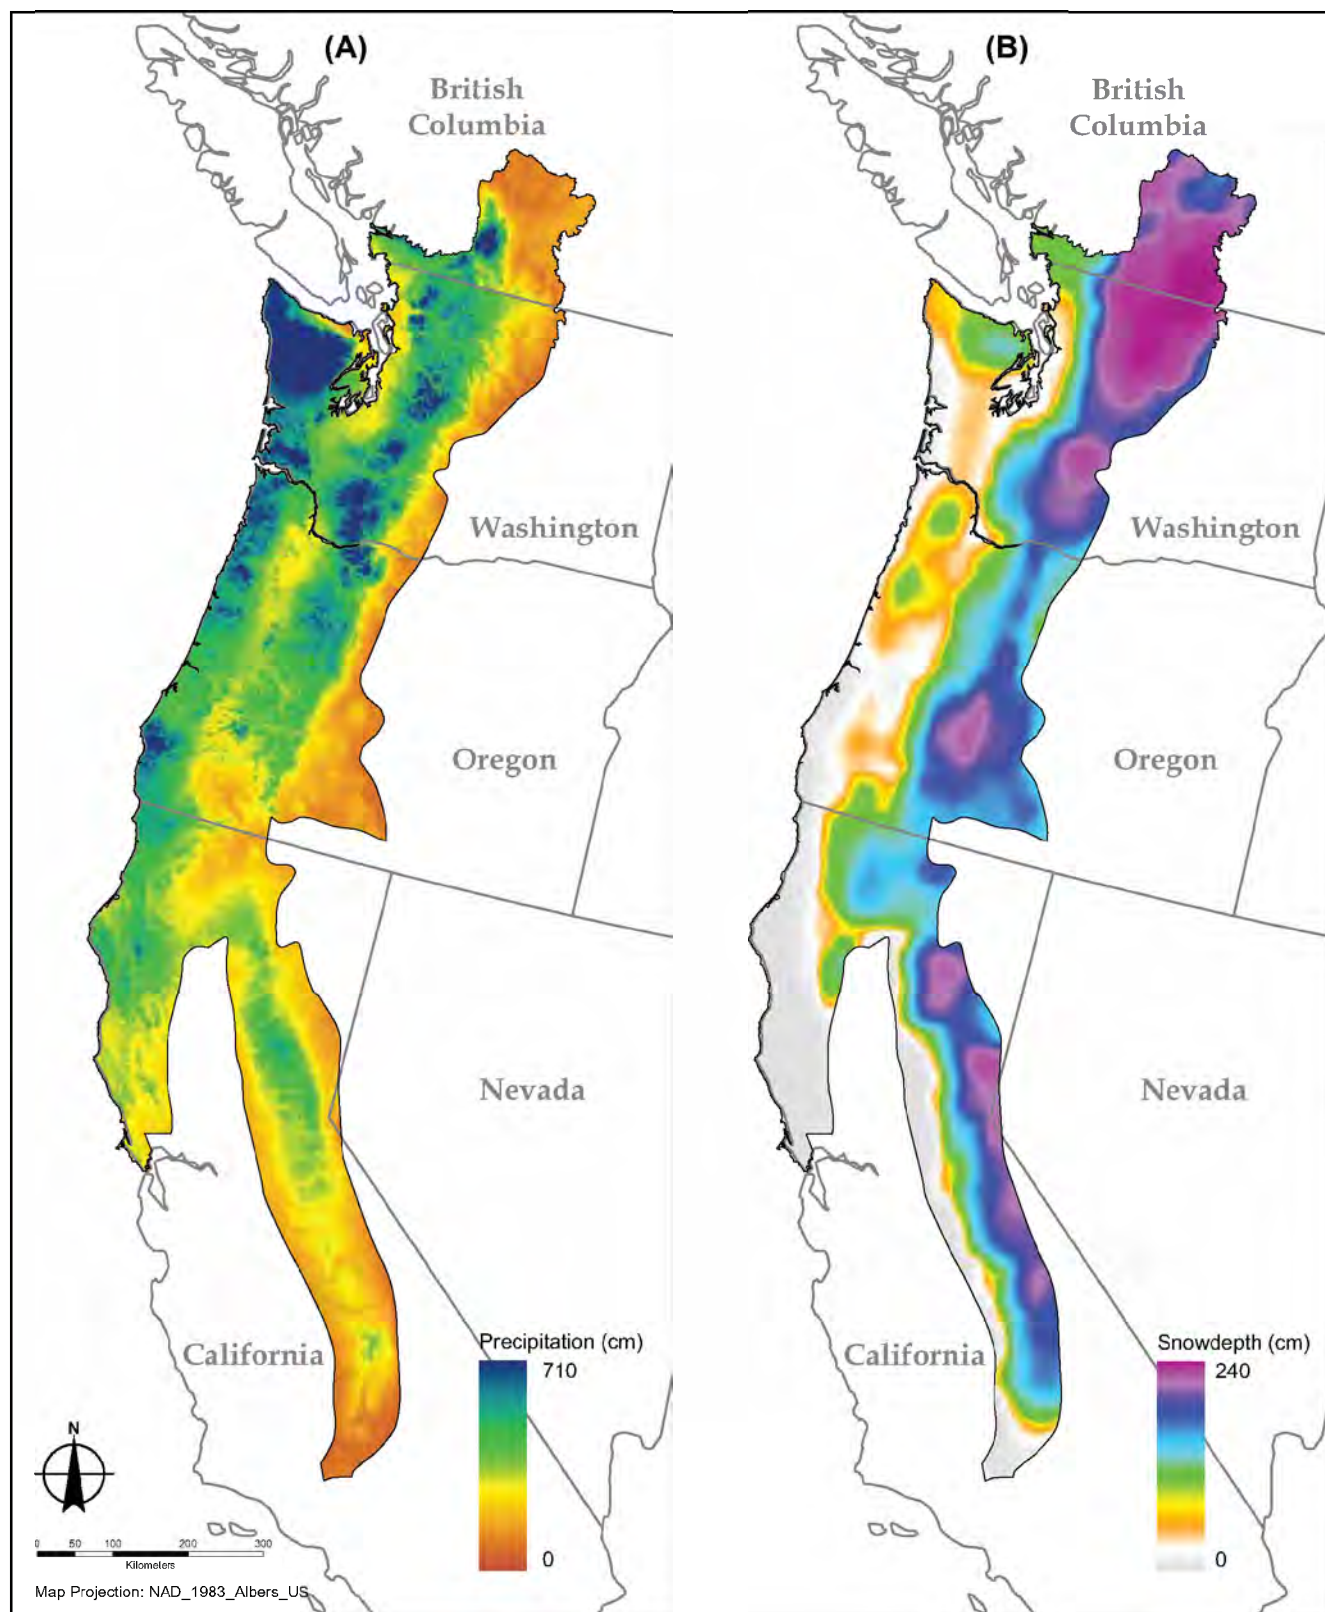 (A)
British
Columbia
Washington
Oregon
Nevada
California
Precipitation (cm)
710
0
N
0 50 100 200 300
Kilometers
Map Projection: NAD_1983_Albers_US
(B)
British
Columbia
Washington
Oregon
Nevada
California
Snowdepth (cm)
240
0